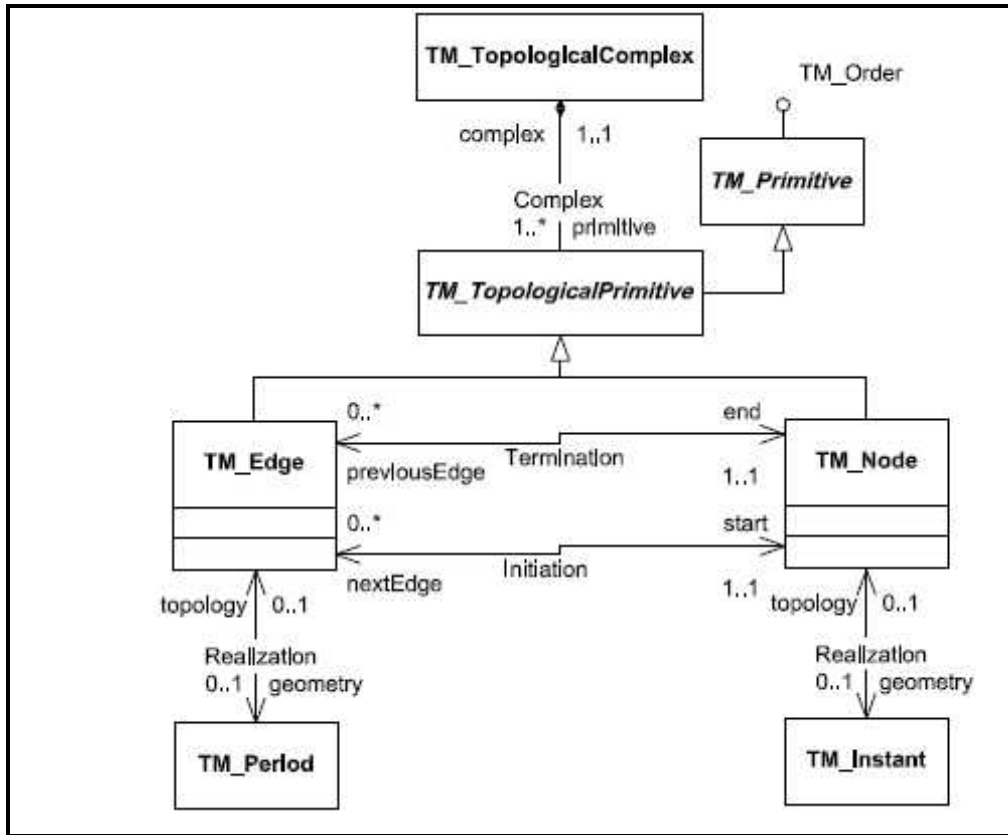 TM_TopologicalComplex
TM_Order
complex 1..1
TM_Primitive
Complex
1..* primitive
TM_TopologicalPrimitive
0..* end
TM_Edge Termination TM_Node
previousEdge 1..1
0..* start
Initiation
nextEdge 1..1
topology 0..1 topology 0..1
Realization Realization
0..1 geometry 0..1 geometry
TM_Period TM_Instant